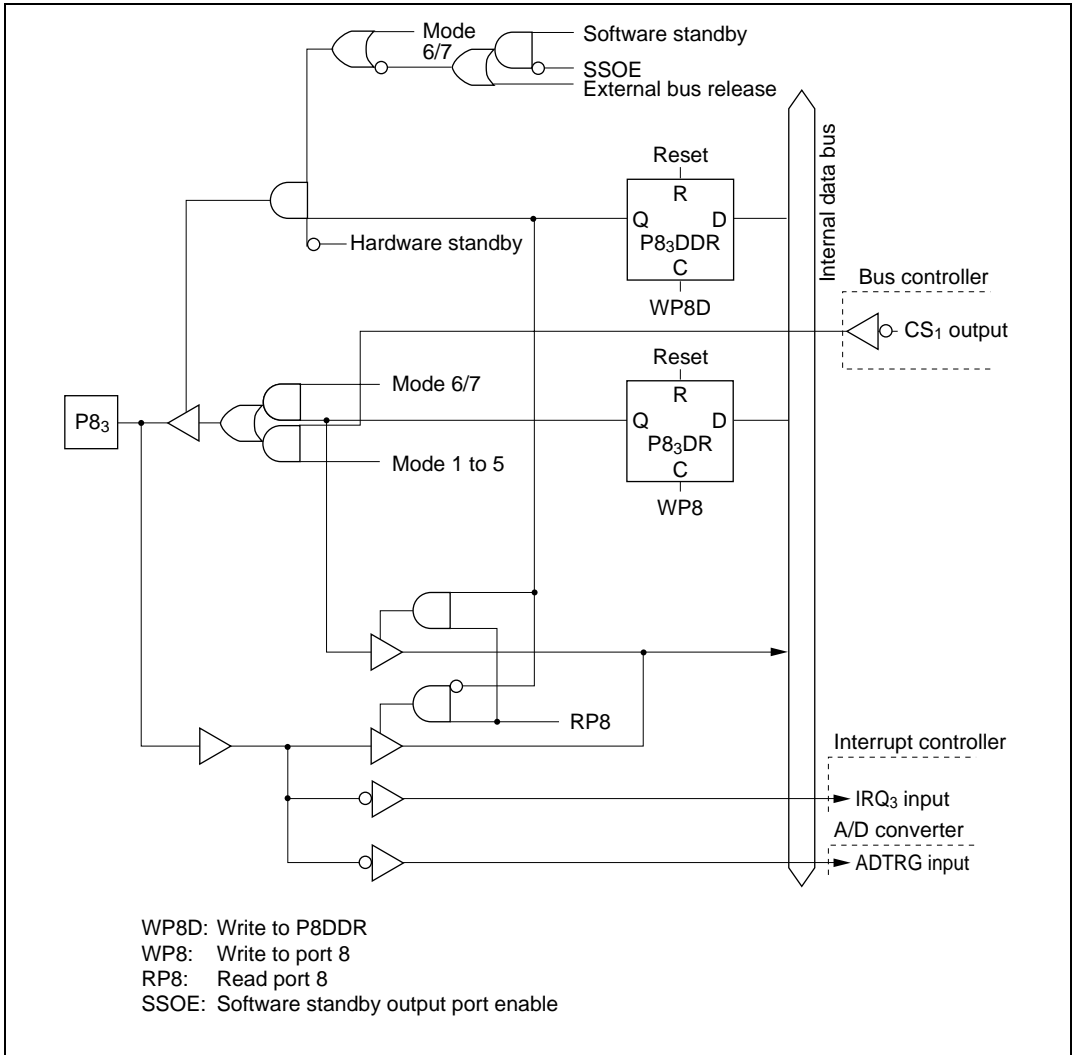 Mode
6/7
Software standby
SSOE
External bus release
Internal data bus
Reset
R
Q D
P8₃DDR
C
WP8D
Hardware standby
Bus controller
CS₁ output
Reset
R
Q D
P8₃DR
C
WP8
Mode 6/7
P8₃
Mode 1 to 5
RP8
Interrupt controller
IRQ₃ input
A/D converter
ADTRG input
WP8D: Write to P8DDR
WP8: Write to port 8
RP8: Read port 8
SSOE: Software standby output port enable